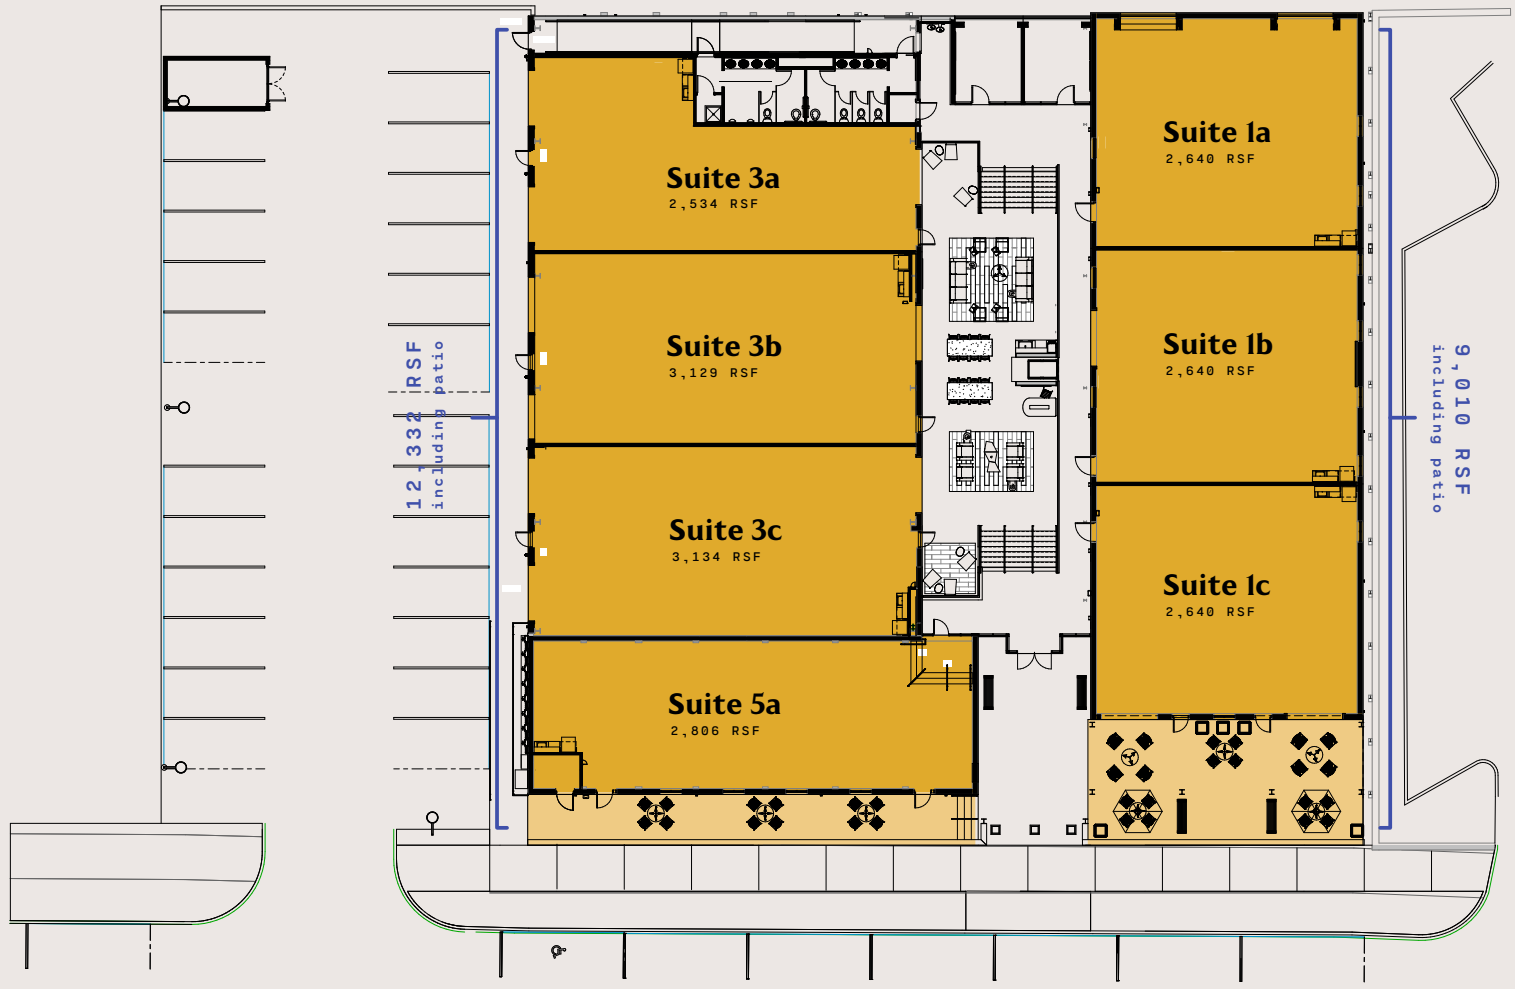 Suite 1a
2,640 RSF
Suite 3a
2,534 RSF
Suite 3b
3,129 RSF
Suite 1b
2,640 RSF
12,332 RSF
including patio
9,010 RSF
including patio
Suite 3c
3,134 RSF
Suite 1c
2,640 RSF
Suite 5a
2,806 RSF